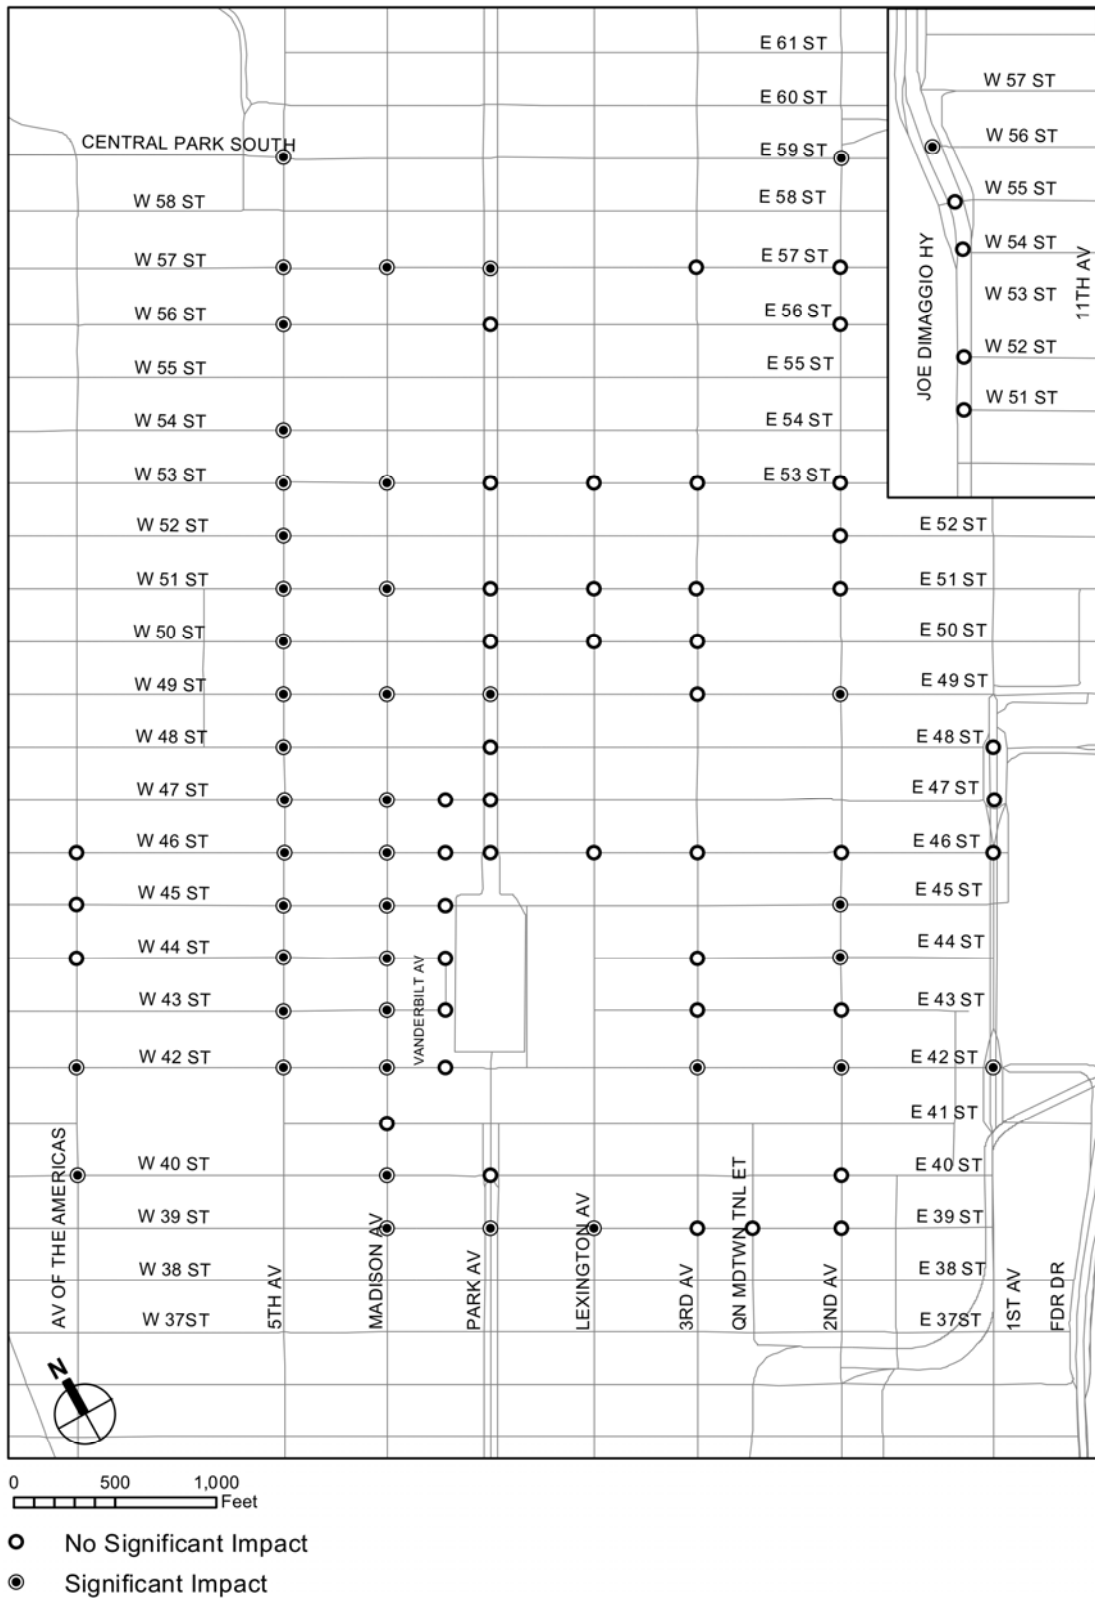 E 61 ST
E 60 ST
CENTRAL PARK SOUTH
E 59 ST
W 58 ST
E 58 ST
W 57 ST
E 57 ST
W 56 ST
E 56 ST
W 55 ST
E 55 ST
W 54 ST
E 54 ST
W 53 ST
E 53 ST
W 52 ST
E 52 ST
W 51 ST
E 51 ST
W 50 ST
E 50 ST
W 49 ST
E 49 ST
W 48 ST
E 48 ST
W 47 ST
E 47 ST
W 46 ST
E 46 ST
W 45 ST
E 45 ST
W 44 ST
E 44 ST
W 43 ST
E 43 ST
W 42 ST
E 42 ST
E 41 ST
W 40 ST
E 40 ST
W 39 ST
E 39 ST
W 38 ST
E 38 ST
W 37ST
E 37ST
AV OF THE AMERICAS
5TH AV
MADISON AV
VANDERBILT AV
PARK AV
LEXINGTON AV
3RD AV
QN MDTWN TNL ET
2ND AV
1ST AV
FDR DR
W 57 ST
W 56 ST
W 55 ST
W 54 ST
W 53 ST
W 52 ST
W 51 ST
JOE DIMAGGIO HY
11TH AV
N
0 500 1,000
Feet
No Significant Impact
Significant Impact